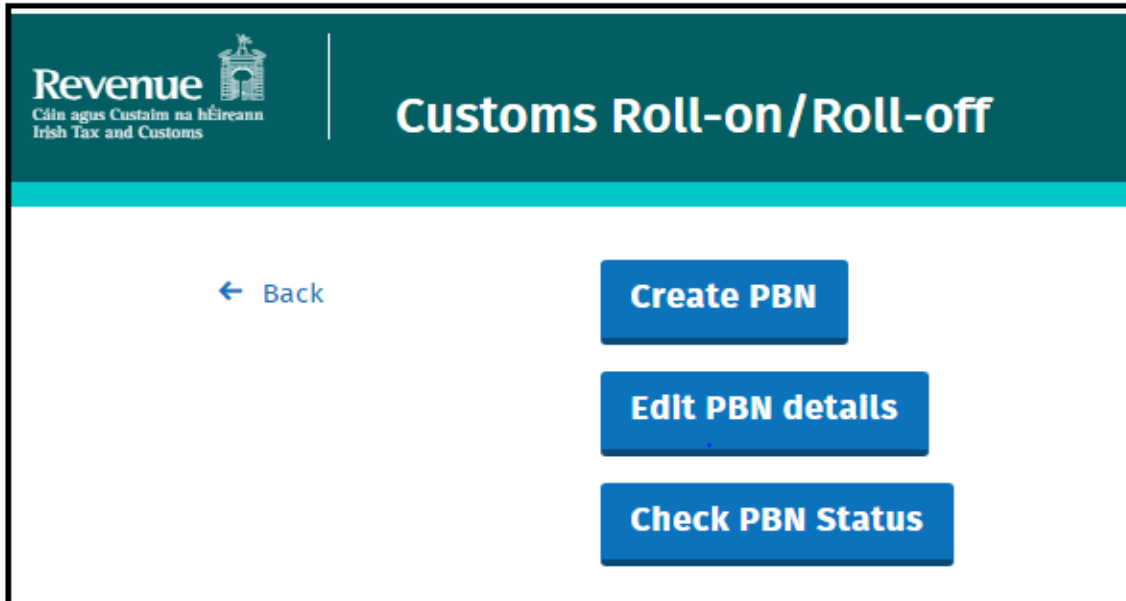 Revenue
Cáin agus Custaim na hÉireann
Irish Tax and Customs
Customs Roll-on/Roll-off
← Back
Create PBN
Edit PBN details
Check PBN Status